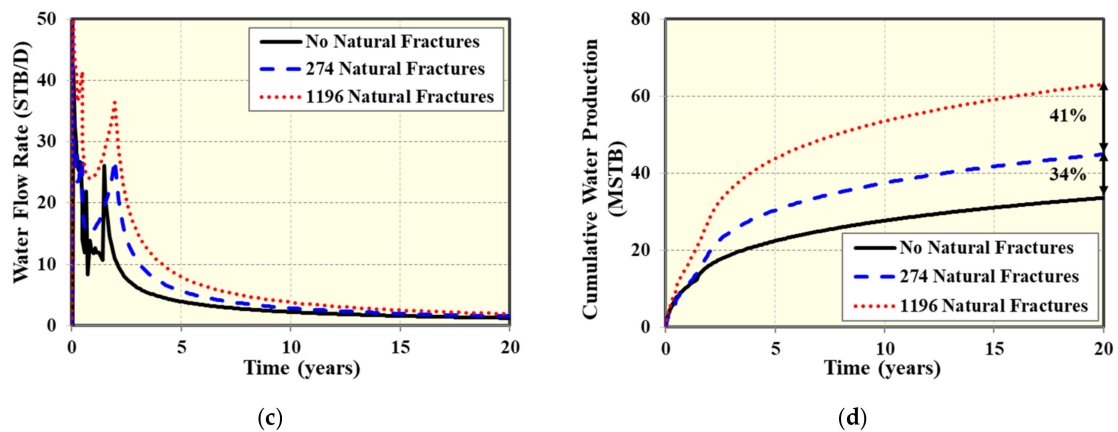 Water Flow Rate (STB/D)
50
40
30
20
10
0
No Natural Fractures
274 Natural Fractures
1196 Natural Fractures
0 5 10 15 20
Time (years)
(c)
Cumulative Water Production
(MSTB)
80
60
40
20
0
41%
34%
No Natural Fractures
274 Natural Fractures
1196 Natural Fractures
0 5 10 15 20
Time (years)
(d)